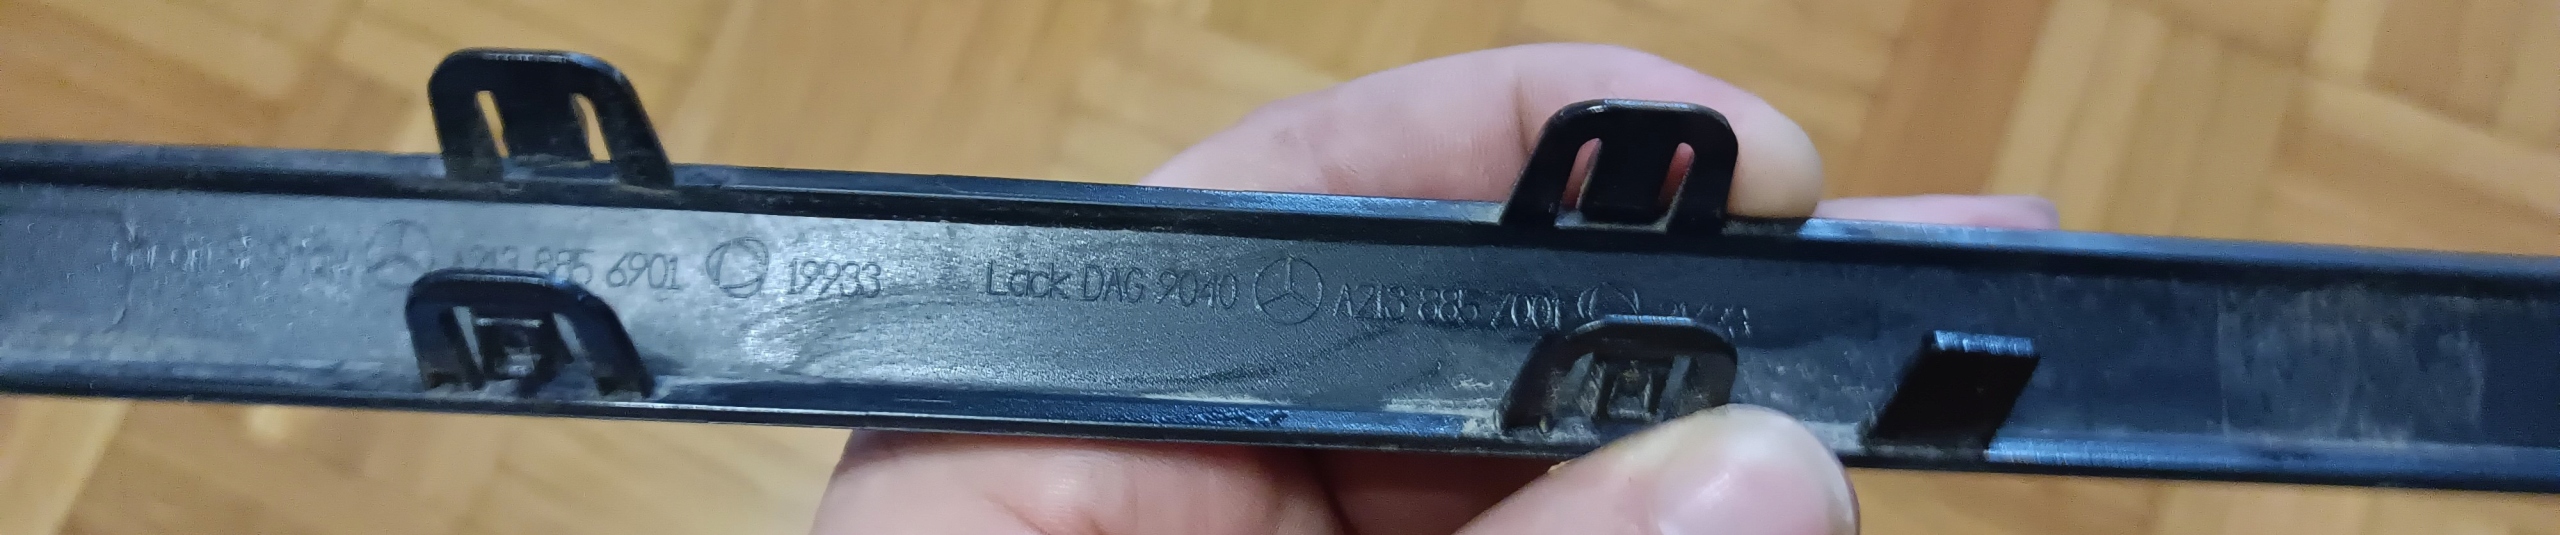 A213 885 6901 19933 Lack DAG 9040 A213 885 7001